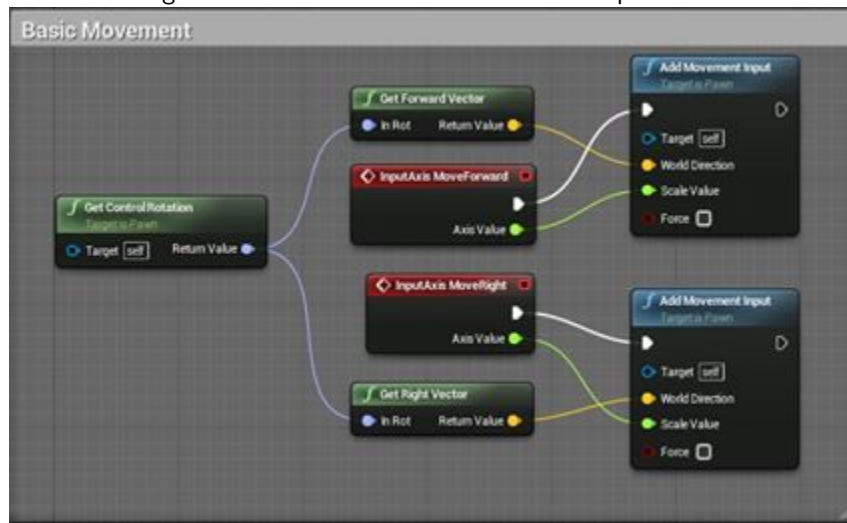 Basic Movement
Get Control Rotation
Target is Pawn
Target self Return Value
Get Forward Vector
In Rot Return Value
InputAxis MoveForward
Axis Value
InputAxis MoveRight
Axis Value
Get Right Vector
In Rot Return Value
Add Movement Input
Target is Pawn
Target self
World Direction
Scale Value
Force
Add Movement Input
Target is Pawn
Target self
World Direction
Scale Value
Force